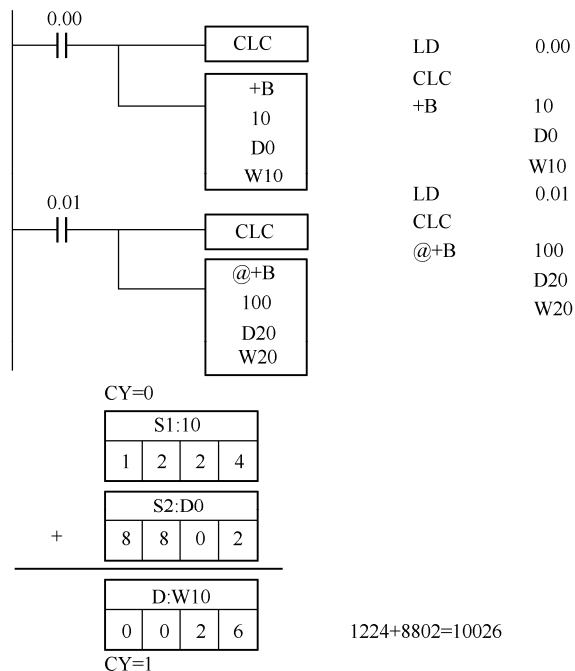 0.00
CLC
+B
10
D0
W10
0.01
CLC
@+B
100
D20
W20
LD 0.00
CLC
+B 10
D0
W10
LD 0.01
CLC
@+B 100
D20
W20
CY=0
S1:10
1 2 2 4
S2:D0
+ 8 8 0 2
D:W10
0 0 2 6
1224+8802=10026
CY=1